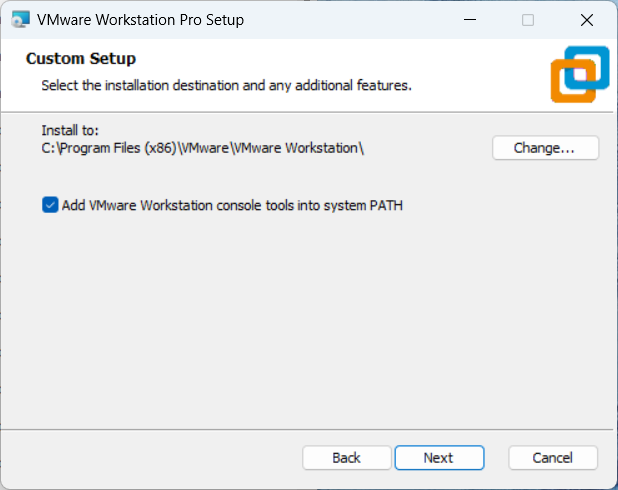 VMware Workstation Pro Setup
Custom Setup
Select the installation destination and any additional features.
Install to:
C:\Program Files (x86)\VMware\VMware Workstation\
Change...
Add VMware Workstation console tools into system PATH
Back
Next
Cancel